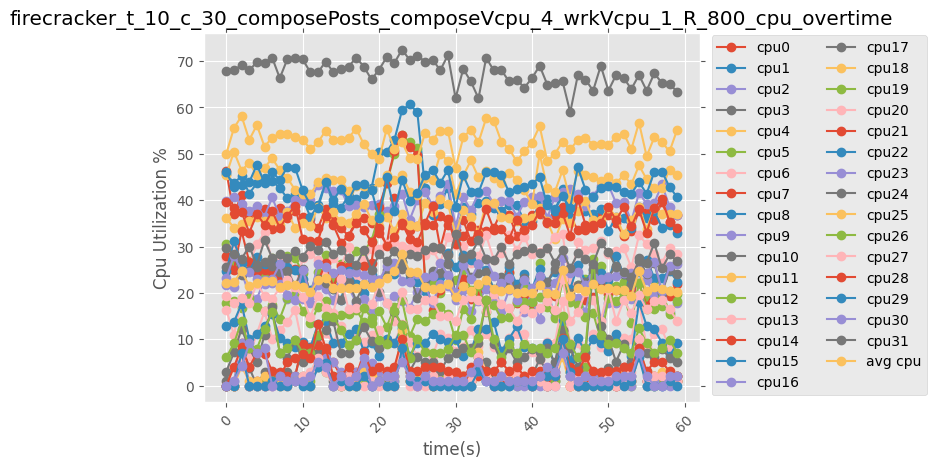 firecracker_t_10_c_30_composePosts_composeVcpu_4_wrkVcpu_1_R_800_cpu_overtime
Cpu Utilization %
70
60
50
40
30
20
10
0
0
10
20
30
40
50
60
time(s)
cpu0
cpu1
cpu2
cpu3
cpu4
cpu5
cpu6
cpu7
cpu8
cpu9
cpu10
cpu11
cpu12
cpu13
cpu14
cpu15
cpu16
cpu17
cpu18
cpu19
cpu20
cpu21
cpu22
cpu23
cpu24
cpu25
cpu26
cpu27
cpu28
cpu29
cpu30
cpu31
avg cpu